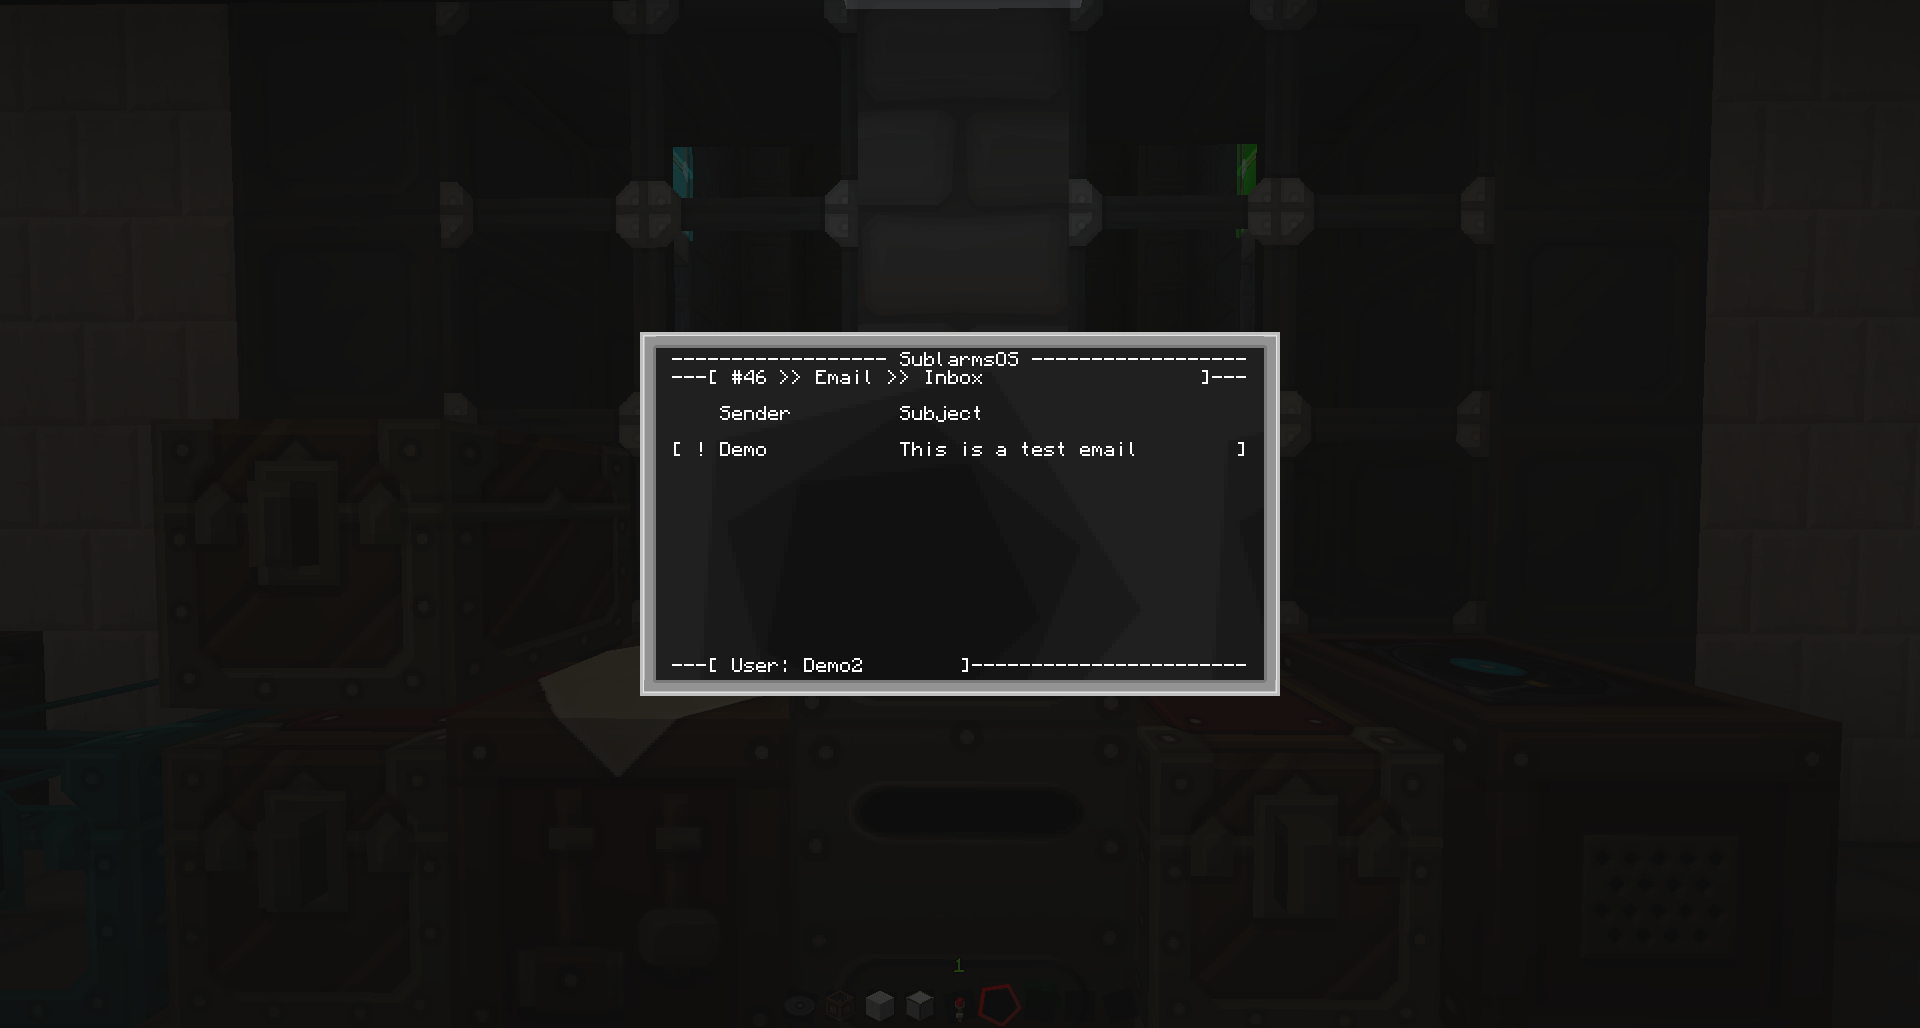 ------------------ SublarmsOS ------------------
---[ #46 >> Email >> Inbox ]---
Sender Subject
[ ! Demo This is a test email ]
---[ User: Demo2 ]-----------------------
1